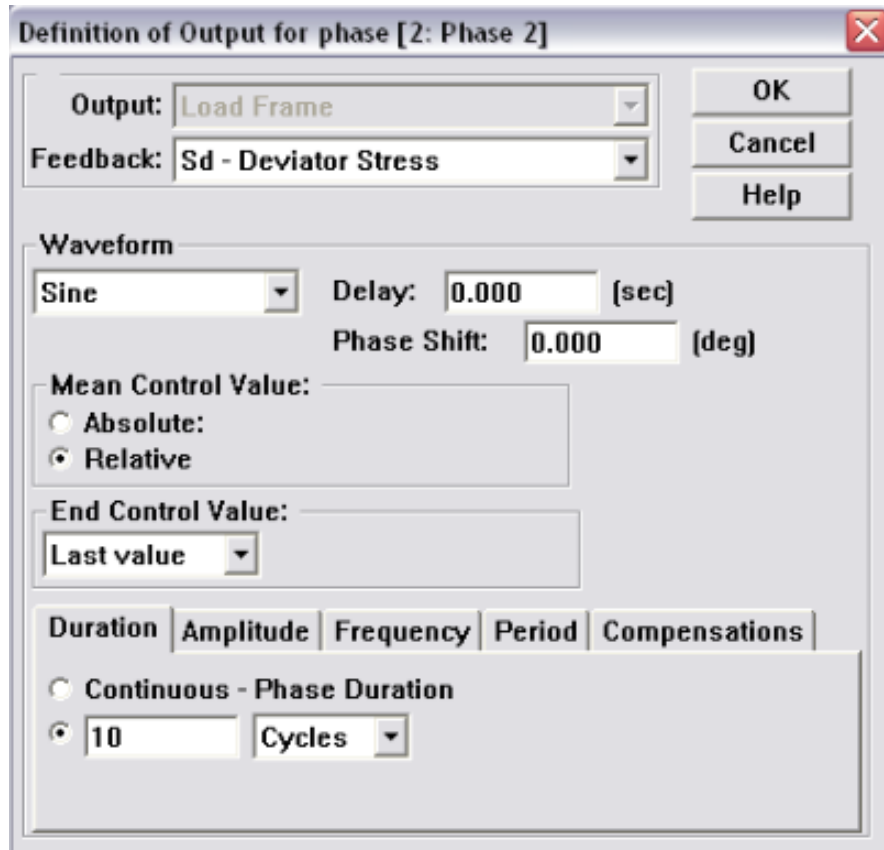 Definition of Output for phase [2: Phase 2]
Output: Load Frame
Feedback: Sd - Deviator Stress
OK
Cancel
Help
Waveform
Sine
Delay: 0.000 (sec)
Phase Shift: 0.000 (deg)
Mean Control Value:
Absolute:
Relative
End Control Value:
Last value
Duration Amplitude Frequency Period Compensations
Continuous - Phase Duration
10 Cycles